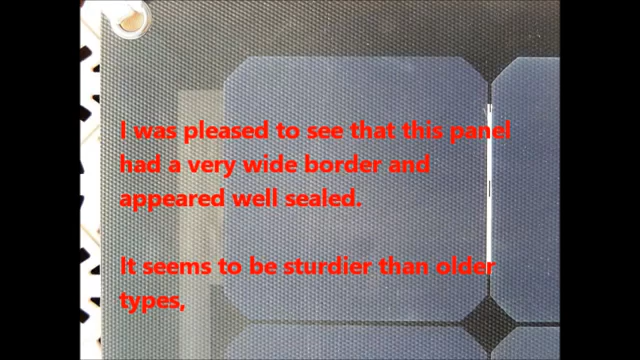 I was pleased to see that this panel
had a very wide border and
appeared well sealed.
It seems to be sturdier than older
types,